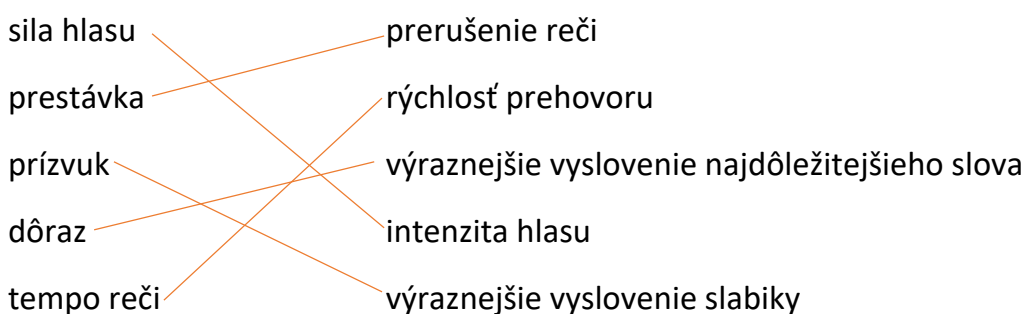 sila hlasu prerušenie reči
prestávka rýchlosť prehovoru
prízvuk výraznejšie vyslovenie najdôležitejšieho slova
dôraz intenzita hlasu
tempo reči výraznejšie vyslovenie slabiky